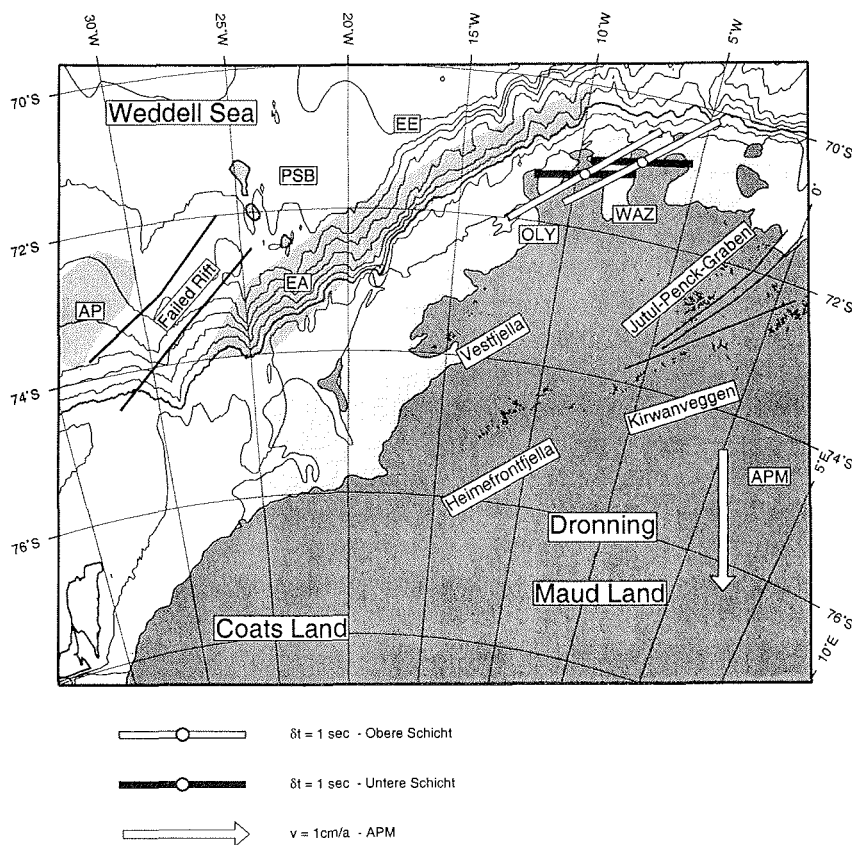 30°W
25°W
20°W
15°W
10°W
5°W
70°S
Weddell Sea
EE
70°S
PSB
0°
72°S
WAZ
OLY
EA
Failed Rift
AP
Jutul-Penck-Graben
72°S
Vestfjella
74°S
Kirwanveggen
74°S
5°E
Heimefrontfjella
APM
Dronning
76°S
Maud Land
76°S
Coats Land
10°E
δt = 1 sec - Obere Schicht
δt = 1 sec - Untere Schicht
v = 1cm/a - APM